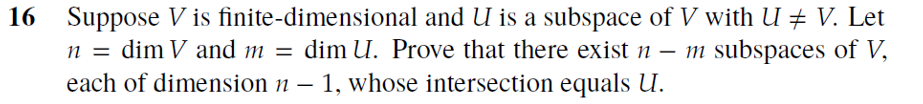 16 Suppose V is finite-dimensional and U is a subspace of V with U ≠ V. Let
n = dim V and m = dim U. Prove that there exist n − m subspaces of V,
each of dimension n − 1, whose intersection equals U.